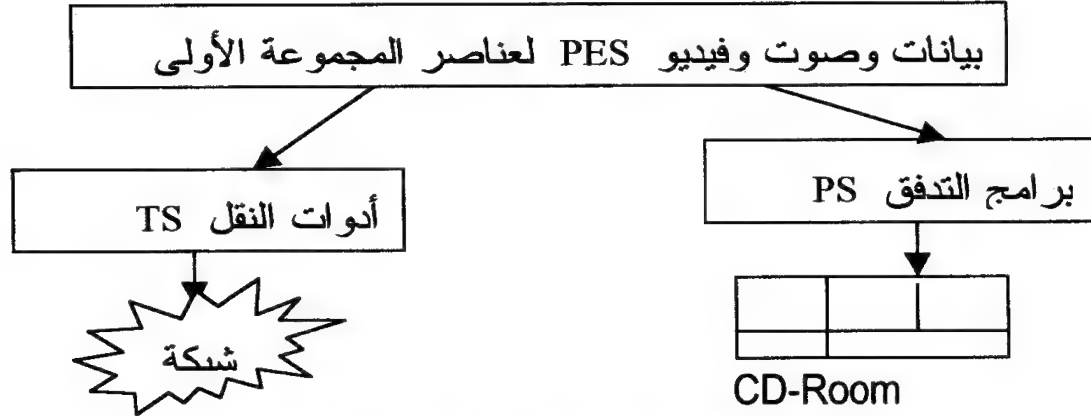 بيانات وصوت وفيديو PES لعناصر المجموعة الأولى
برامج التدفق PS
أدوات النقل TS
شبكة
CD-Room